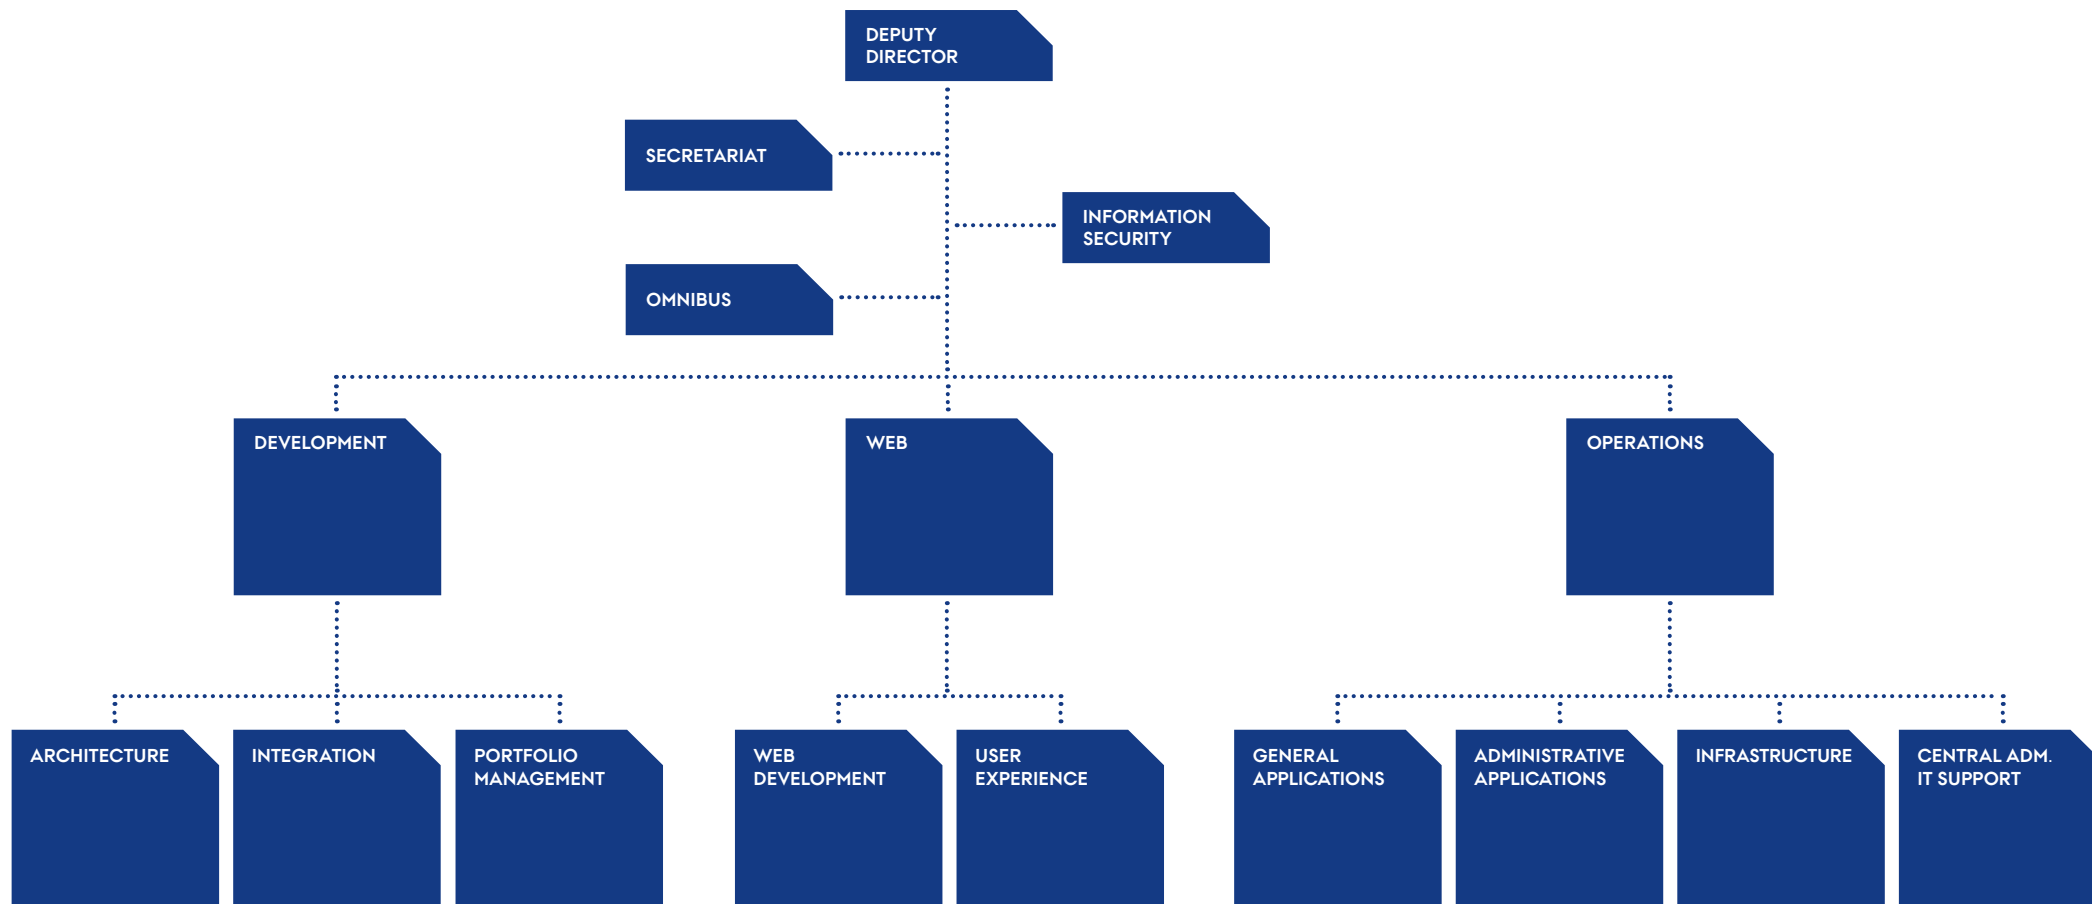 DEPUTY
DIRECTOR
SECRETARIAT
INFORMATION
SECURITY
OMNIBUS
DEVELOPMENT
WEB
OPERATIONS
ARCHITECTURE
INTEGRATION
PORTFOLIO
MANAGEMENT
WEB
DEVELOPMENT
USER
EXPERIENCE
GENERAL
APPLICATIONS
ADMINISTRATIVE
APPLICATIONS
INFRASTRUCTURE
CENTRAL ADM.
IT SUPPORT